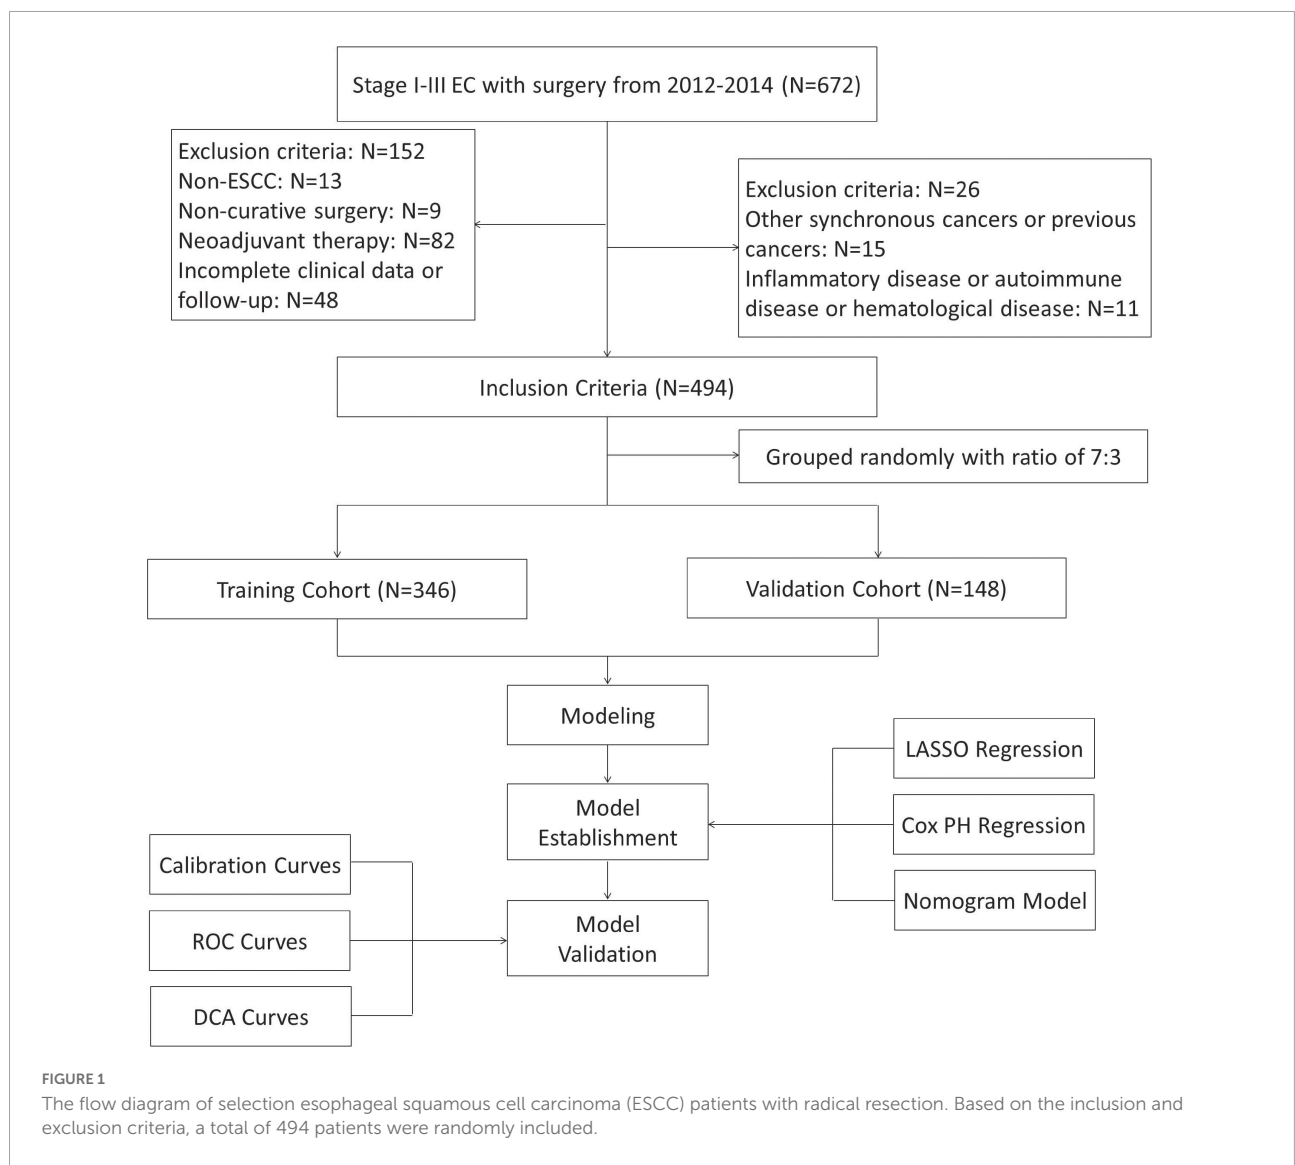 Stage I-III EC with surgery from 2012-2014 (N=672)
Exclusion criteria: N=152
Non-ESCC: N=13
Non-curative surgery: N=9
Neoadjuvant therapy: N=82
Incomplete clinical data or
follow-up: N=48
Exclusion criteria: N=26
Other synchronous cancers or previous
cancers: N=15
Inflammatory disease or autoimmune
disease or hematological disease: N=11
Inclusion Criteria (N=494)
Grouped randomly with ratio of 7:3
Training Cohort (N=346)
Validation Cohort (N=148)
Modeling
LASSO Regression
Model
Establishment
Cox PH Regression
Nomogram Model
Calibration Curves
ROC Curves
DCA Curves
Model
Validation
FIGURE 1
The flow diagram of selection esophageal squamous cell carcinoma (ESCC) patients with radical resection. Based on the inclusion and
exclusion criteria, a total of 494 patients were randomly included.